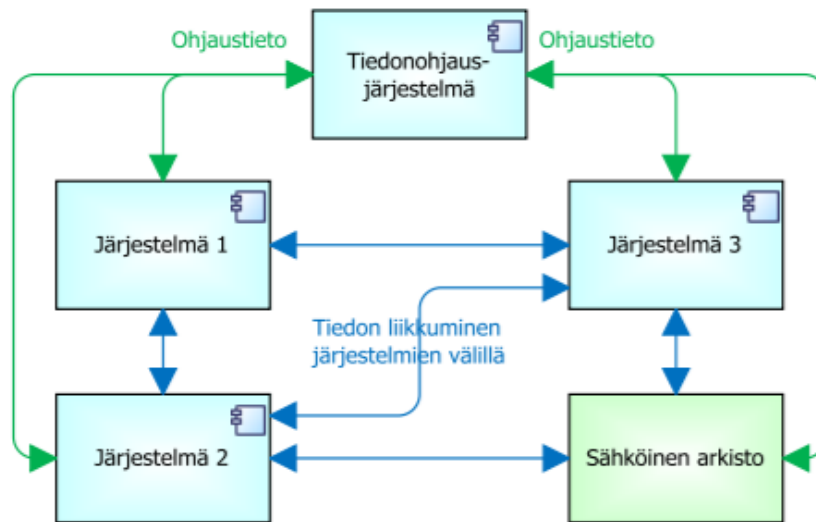 Ohjaustieto
Tiedonohjaus-
järjestelmä
Ohjaustieto
Järjestelmä 1
Järjestelmä 3
Tiedon liikkuminen
järjestelmien välillä
Järjestelmä 2
Sähköinen arkisto